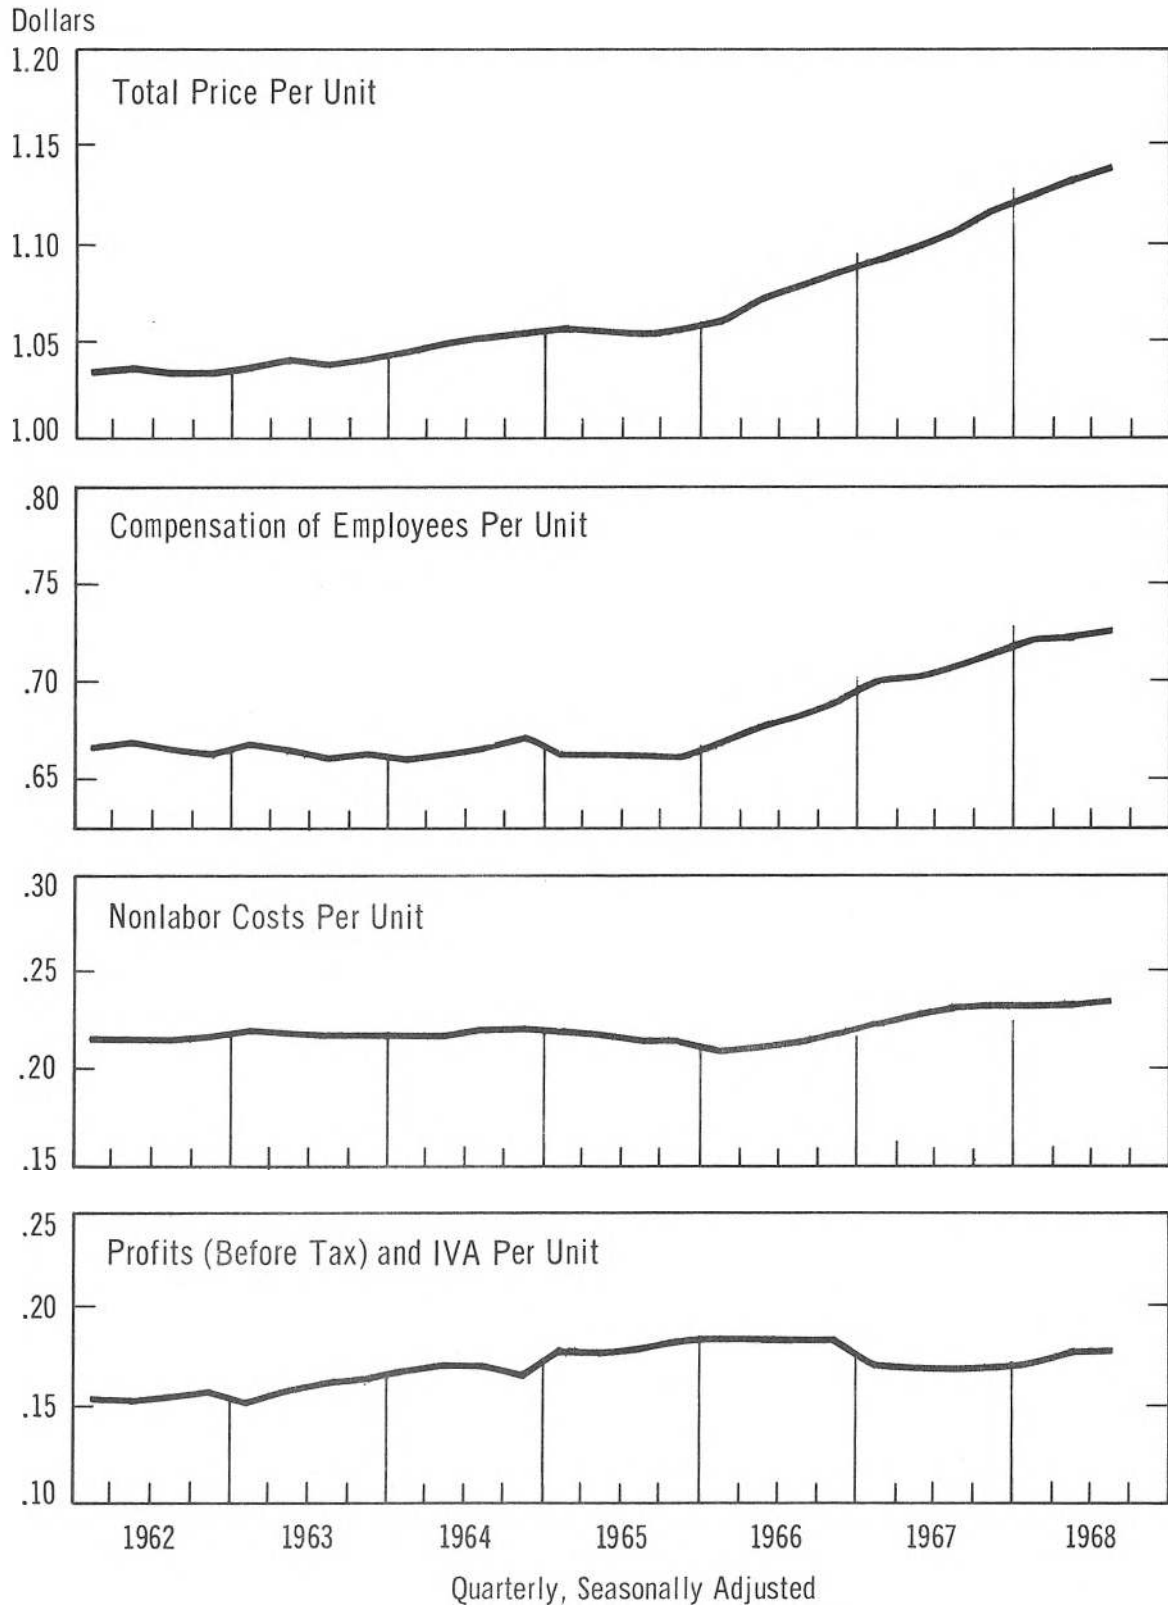 Dollars
1.20
Total Price Per Unit
1.15
1.10
1.05
1.00
.80
Compensation of Employees Per Unit
.75
.70
.65
.30
Nonlabor Costs Per Unit
.25
.20
.15
.25
Profits (Before Tax) and IVA Per Unit
.20
.15
.10
1962 1963 1964 1965 1966 1967 1968
Quarterly, Seasonally Adjusted